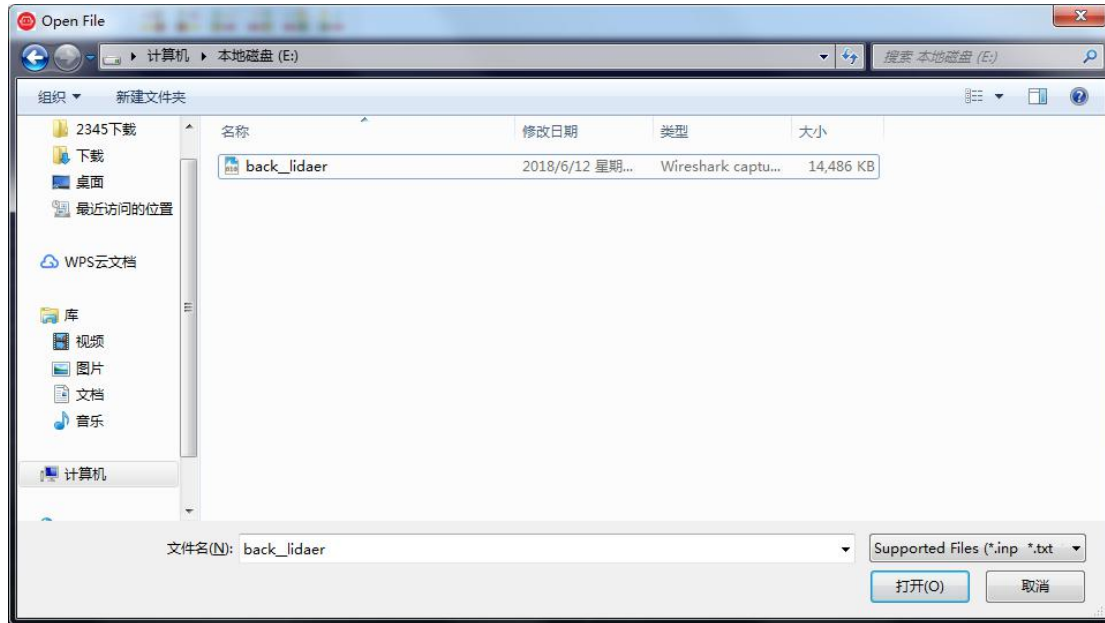 Open File
计算机 本地磁盘 (E:)
搜索 本地磁盘 (E:)
组织 新建文件夹
名称 修改日期 类型 大小
back__lidaer 2018/6/12 星期... Wireshark captu... 14,486 KB
2345下载
下载
桌面
最近访问的位置
WPS云文档
库
视频
图片
文档
音乐
计算机
文件名(N): back__lidaer
Supported Files (*.inp *.txt
打开(O) 取消